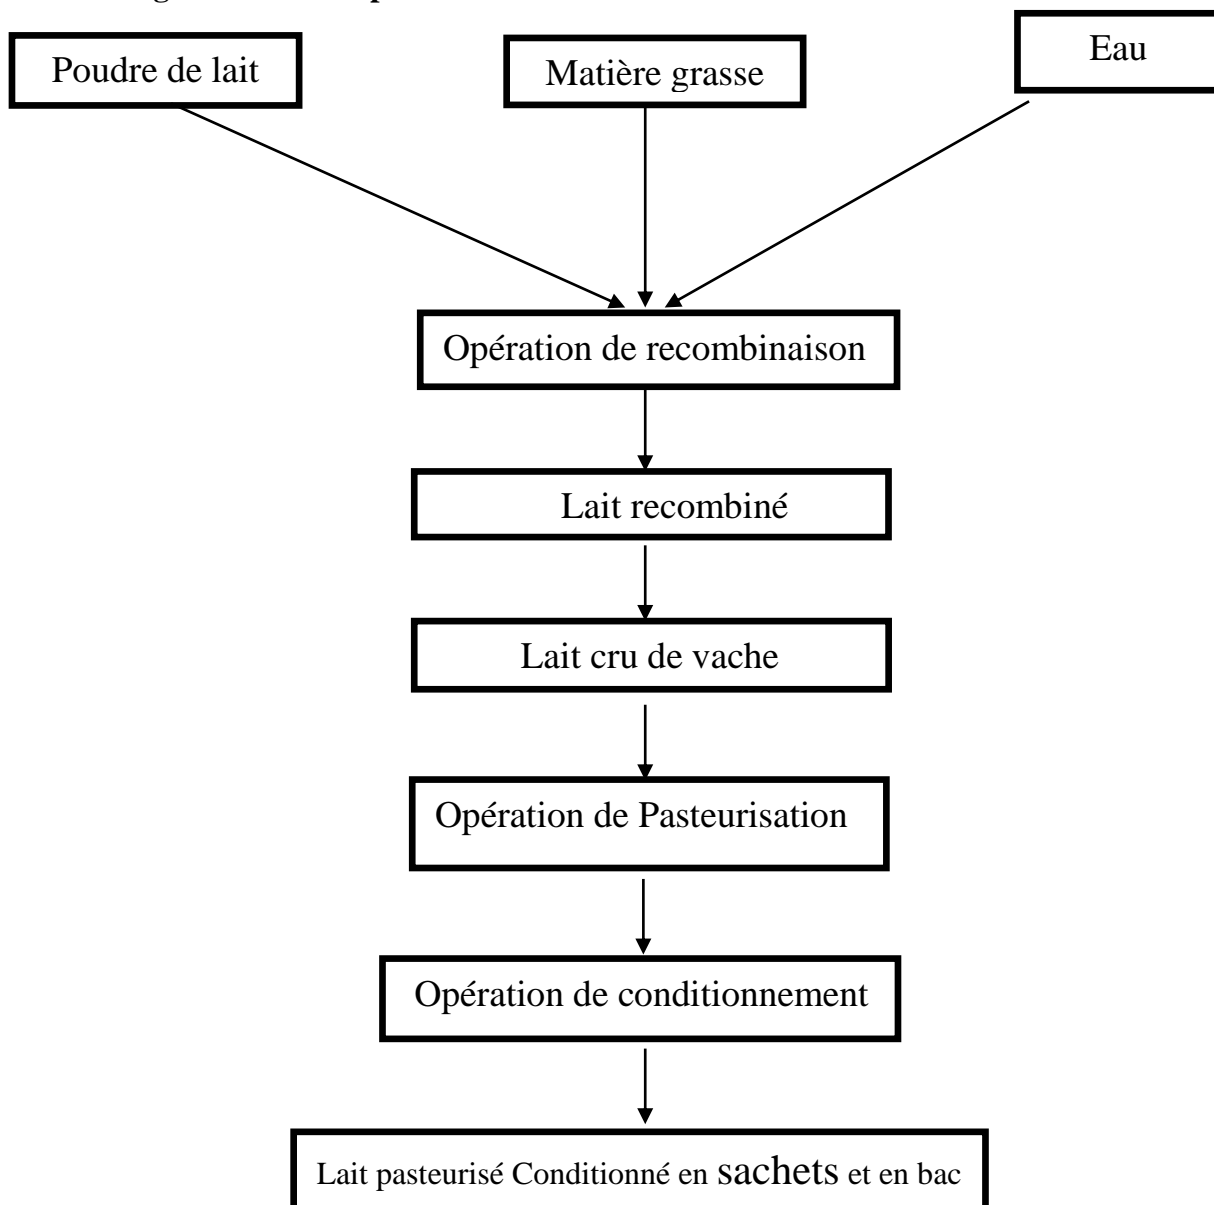 Poudre de lait
Matière grasse
Eau
Opération de recombinaison
Lait recombiné
Lait cru de vache
Opération de Pasteurisation
Opération de conditionnement
Lait pasteurisé Conditionné en sachets et en bac